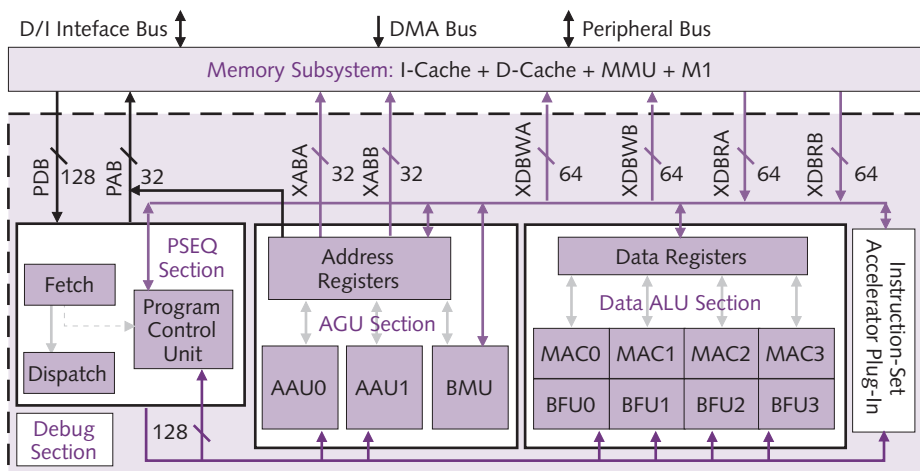 D/I Inteface Bus
DMA Bus
Peripheral Bus
Memory Subsystem: I-Cache + D-Cache + MMU + M1
PDB
128
PAB
32
XABA
32
XABB
32
XDBWA
64
XDBWB
64
XDBRA
64
XDBRB
64
PSEQ
Section
Fetch
Program
Control
Unit
Dispatch
Address
Registers
AGU Section
AAU0
AAU1
BMU
Data Registers
Data ALU Section
MAC0
MAC1
MAC2
MAC3
BFU0
BFU1
BFU2
BFU3
Instruction-Set
Accelerator Plug-In
Debug
Section
128